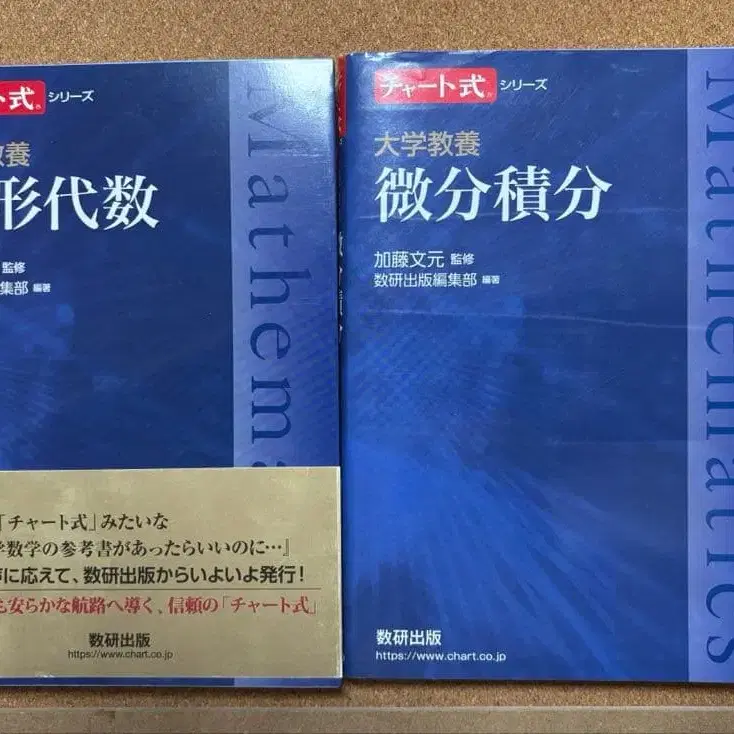 ート式® シリーズ
教養
形代数
監修
集部 編著
Mathema
「チャート式」みたいな
学数学の参考書があったらいいのに…』
に応えて、数研出版からいよいよ発行!
も安らかな航路へ導く、信頼の「チャート式」
数研出版
https://www.chart.co.jp
チャート式® シリーズ
大学教養
微分積分
加藤文元 監修
数研出版編集部 編著
Mathematics
数研出版
https://www.chart.co.jp